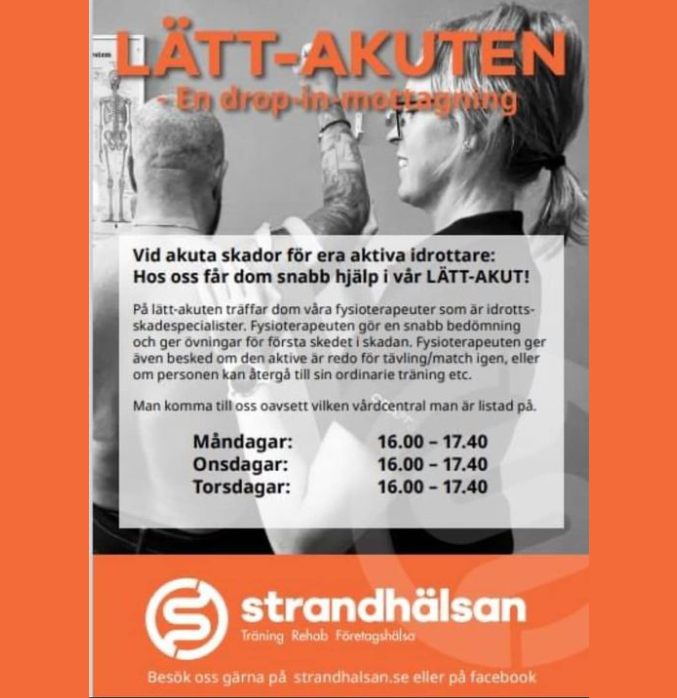 LÄTT-AKUTEN
- En drop-in-mottagning
Vid akuta skador för era aktiva idrottare:
Hos oss får dom snabb hjälp i vår LÄTT-AKUT!
På lätt-akuten träffar dom våra fysioterapeuter som är idrotts-
skadespecialister. Fysioterapeuten gör en snabb bedömning
och ger övningar för första skedet i skadan. Fysioterapeuten ger
även besked om den aktive är redo för tävling/match igen, eller
om personen kan återgå till sin ordinarie träning etc.
Man komma till oss oavsett vilken vårdcentral man är listad på.
Måndagar: 16.00 – 17.40
Onsdagar: 16.00 – 17.40
Torsdagar: 16.00 – 17.40
strandhälsan
Träning Rehab Företagshälsa
Besök oss gärna på strandhalsan.se eller på facebook